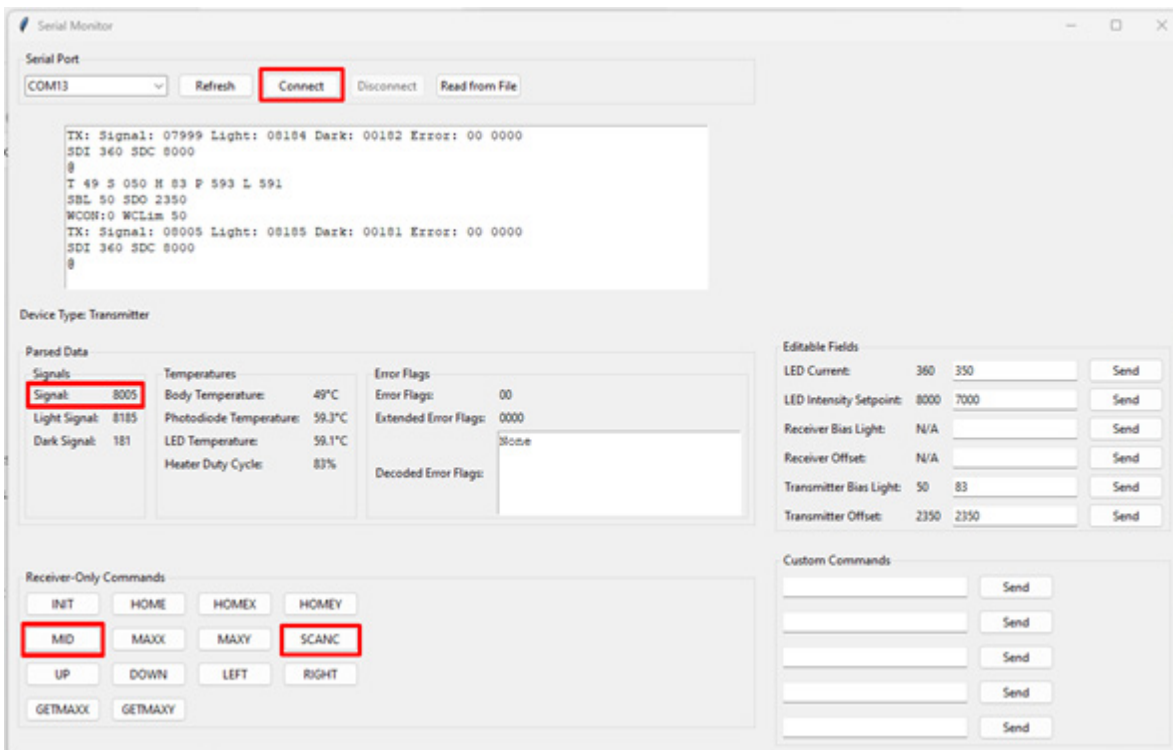 Serial Monitor
Serial Port
COM13 Refresh Connect Disconnect Read from File
TX: Signal: 07999 Light: 08184 Dark: 00182 Error: 00 0000
SDI 360 SDC 8000
@
T 49 S 050 H 83 P 593 L 591
SBL 50 SDO 2350
WCON:0 WCLim 50
TX: Signal: 08005 Light: 08185 Dark: 00181 Error: 00 0000
SDI 360 SDC 8000
@
Device Type: Transmitter
Parsed Data
Signals
Signal: 8005
Light Signal: 8185
Dark Signal: 181
Temperatures
Body Temperature: 49°C
Photodiode Temperature: 59.3°C
LED Temperature: 59.1°C
Heater Duty Cycle: 83%
Error Flags
Error Flags: 00
Extended Error Flags: 0000
Decoded Error Flags: None
Editable Fields
LED Current: 360 350 Send
LED Intensity Setpoint: 8000 7000 Send
Receiver Bias Light: N/A Send
Receiver Offset: N/A Send
Transmitter Bias Light: 50 83 Send
Transmitter Offset: 2350 2350 Send
Receiver-Only Commands
INIT HOME HOMEX HOMEY
MID MAXX MAXY SCANC
UP DOWN LEFT RIGHT
GETMAXX GETMAXY
Custom Commands
Send
Send
Send
Send
Send